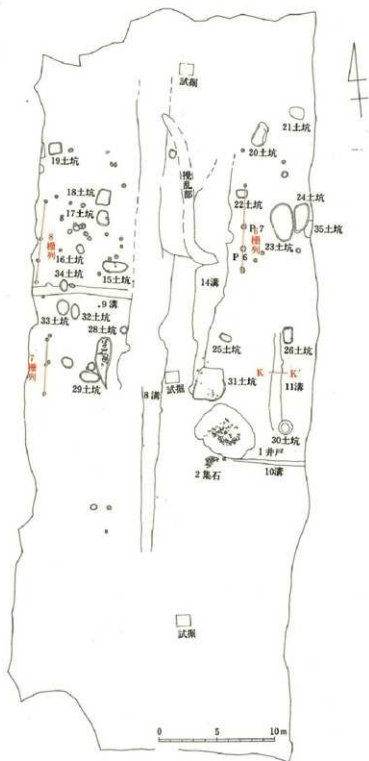 試掘
21土坑
20土坑
19土坑
18土坑
22土坑
24土坑
17土坑
P 7
35土坑
8柵列
攪乱部
柵列
23土坑
16土坑
P 6
34土坑
15土坑
14溝
9溝
33土坑
32土坑
28土坑
25土坑
26土坑
7柵列
K
K'
試掘
31土坑
11溝
29土坑
8溝
30土坑
1井戸
2集石
10溝
試掘
0
5
10 m